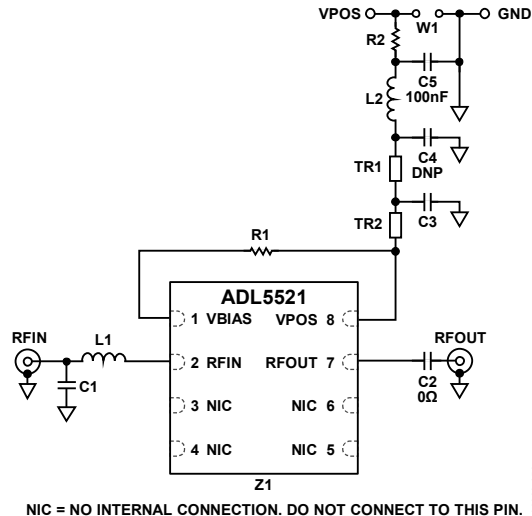 VPOS
W1
GND
R2
C5
100nF
L2
C4
DNP
TR1
C3
TR2
R1
ADL5521
1 VBIAS
VPOS 8
RFIN
L1
2 RFIN
RFOUT 7
RFOUT
C1
C2
0Ω
3 NIC
NIC 6
4 NIC
NIC 5
Z1
NIC = NO INTERNAL CONNECTION. DO NOT CONNECT TO THIS PIN.